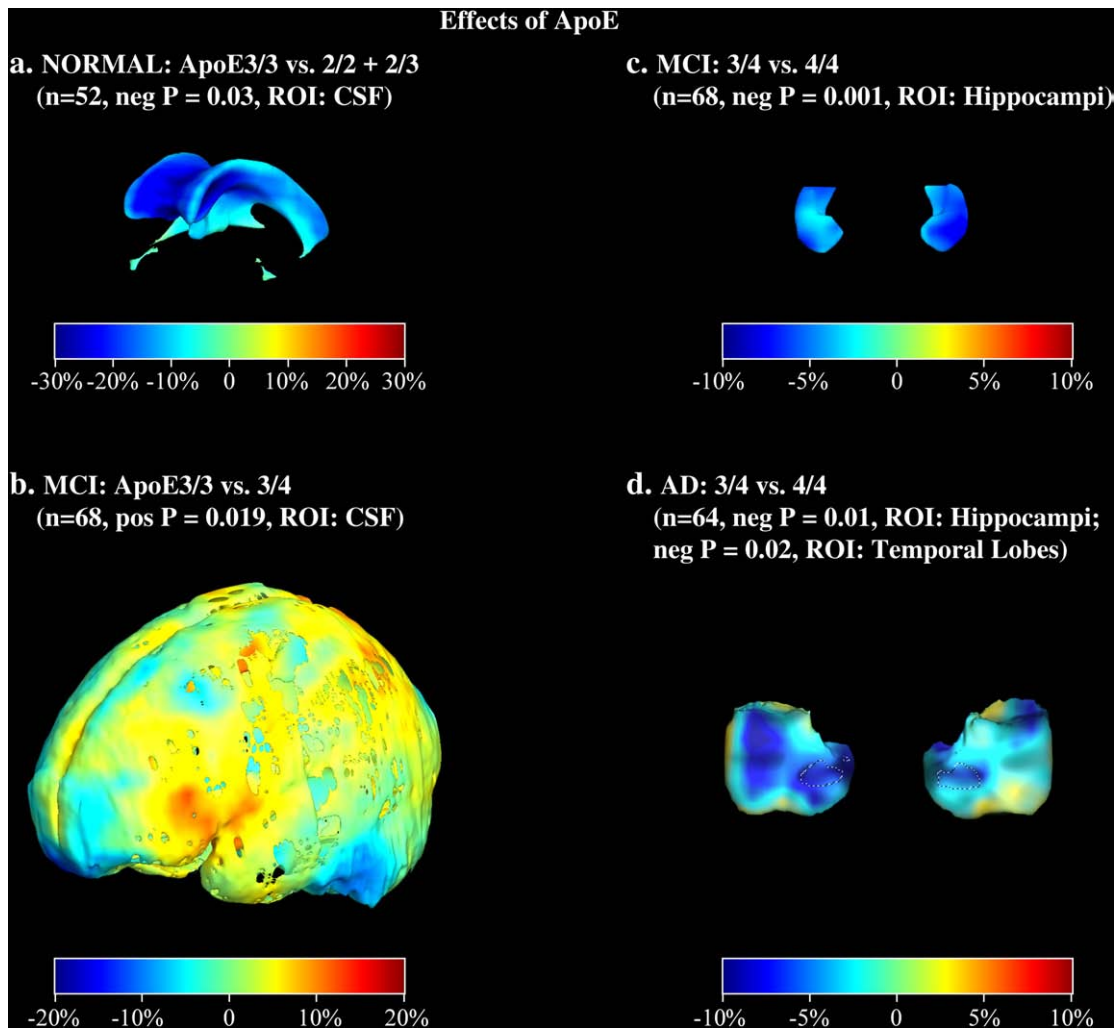 Effects of ApoE
a. NORMAL: ApoE3/3 vs. 2/2 + 2/3
(n=52, neg P = 0.03, ROI: CSF)
-30% -20% -10% 0 10% 20% 30%
b. MCI: ApoE3/3 vs. 3/4
(n=68, pos P = 0.019, ROI: CSF)
-20% -10% 0 10% 20%
c. MCI: 3/4 vs. 4/4
(n=68, neg P = 0.001, ROI: Hippocampi)
-10% -5% 0 5% 10%
d. AD: 3/4 vs. 4/4
(n=64, neg P = 0.01, ROI: Hippocampi;
neg P = 0.02, ROI: Temporal Lobes)
-10% -5% 0 5% 10%